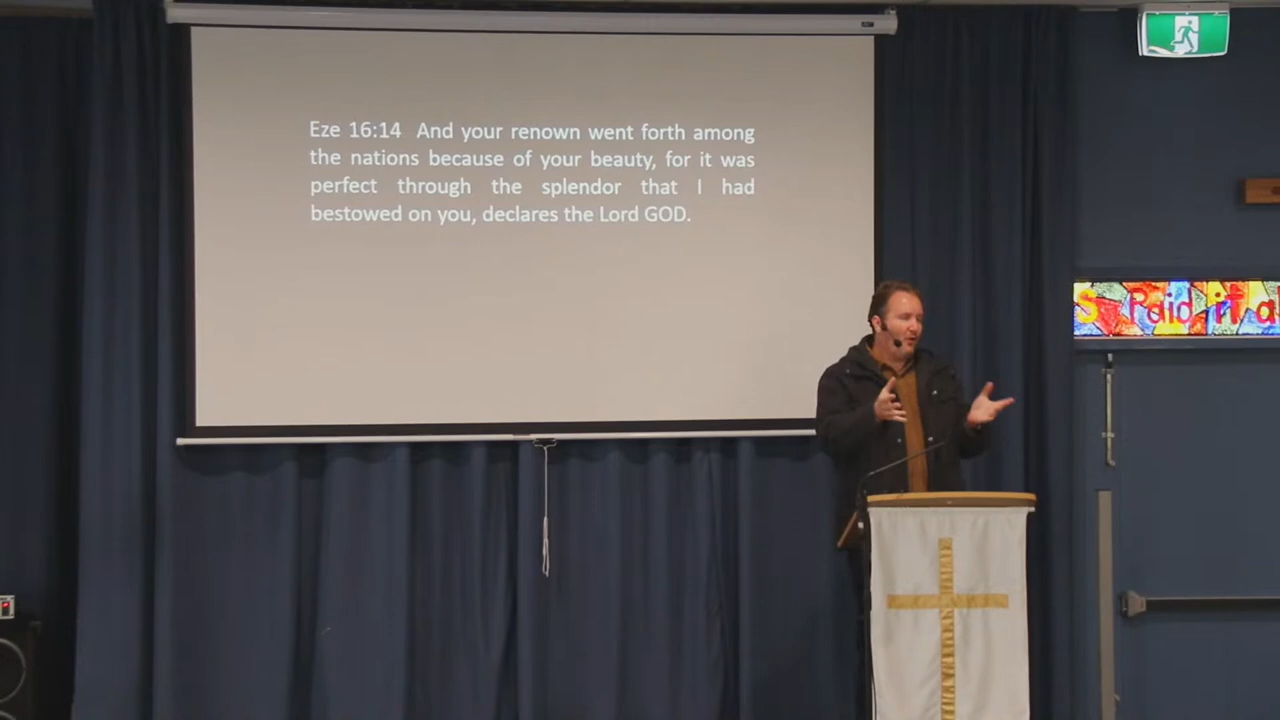 Eze 16:14 And your renown went forth among
the nations because of your beauty, for it was
perfect through the splendor that I had
bestowed on you, declares the Lord GOD.
S Paid it a